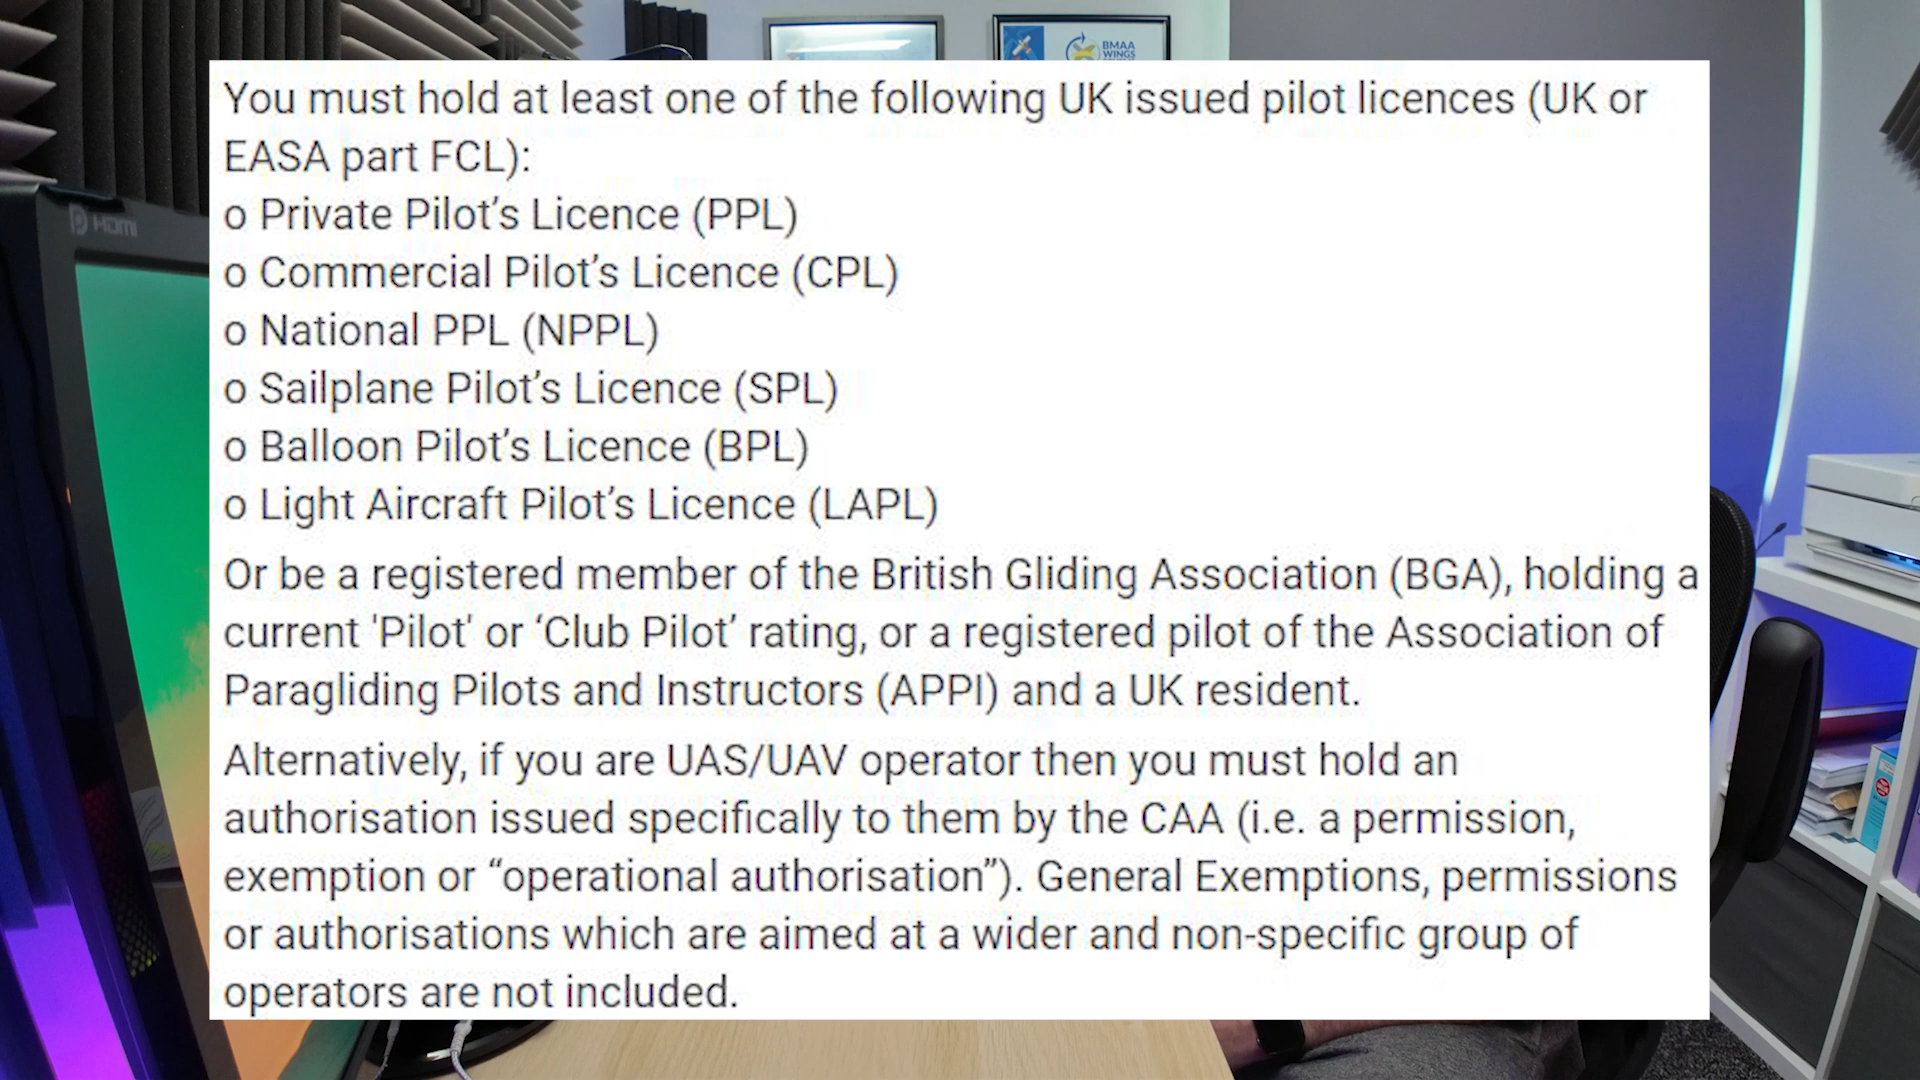 BMAA
WINGS
HDMI
You must hold at least one of the following UK issued pilot licences (UK or
EASA part FCL):
o Private Pilot’s Licence (PPL)
o Commercial Pilot’s Licence (CPL)
o National PPL (NPPL)
o Sailplane Pilot’s Licence (SPL)
o Balloon Pilot’s Licence (BPL)
o Light Aircraft Pilot’s Licence (LAPL)
Or be a registered member of the British Gliding Association (BGA), holding a
current 'Pilot' or ‘Club Pilot’ rating, or a registered pilot of the Association of
Paragliding Pilots and Instructors (APPI) and a UK resident.
Alternatively, if you are UAS/UAV operator then you must hold an
authorisation issued specifically to them by the CAA (i.e. a permission,
exemption or “operational authorisation”). General Exemptions, permissions
or authorisations which are aimed at a wider and non-specific group of
operators are not included.